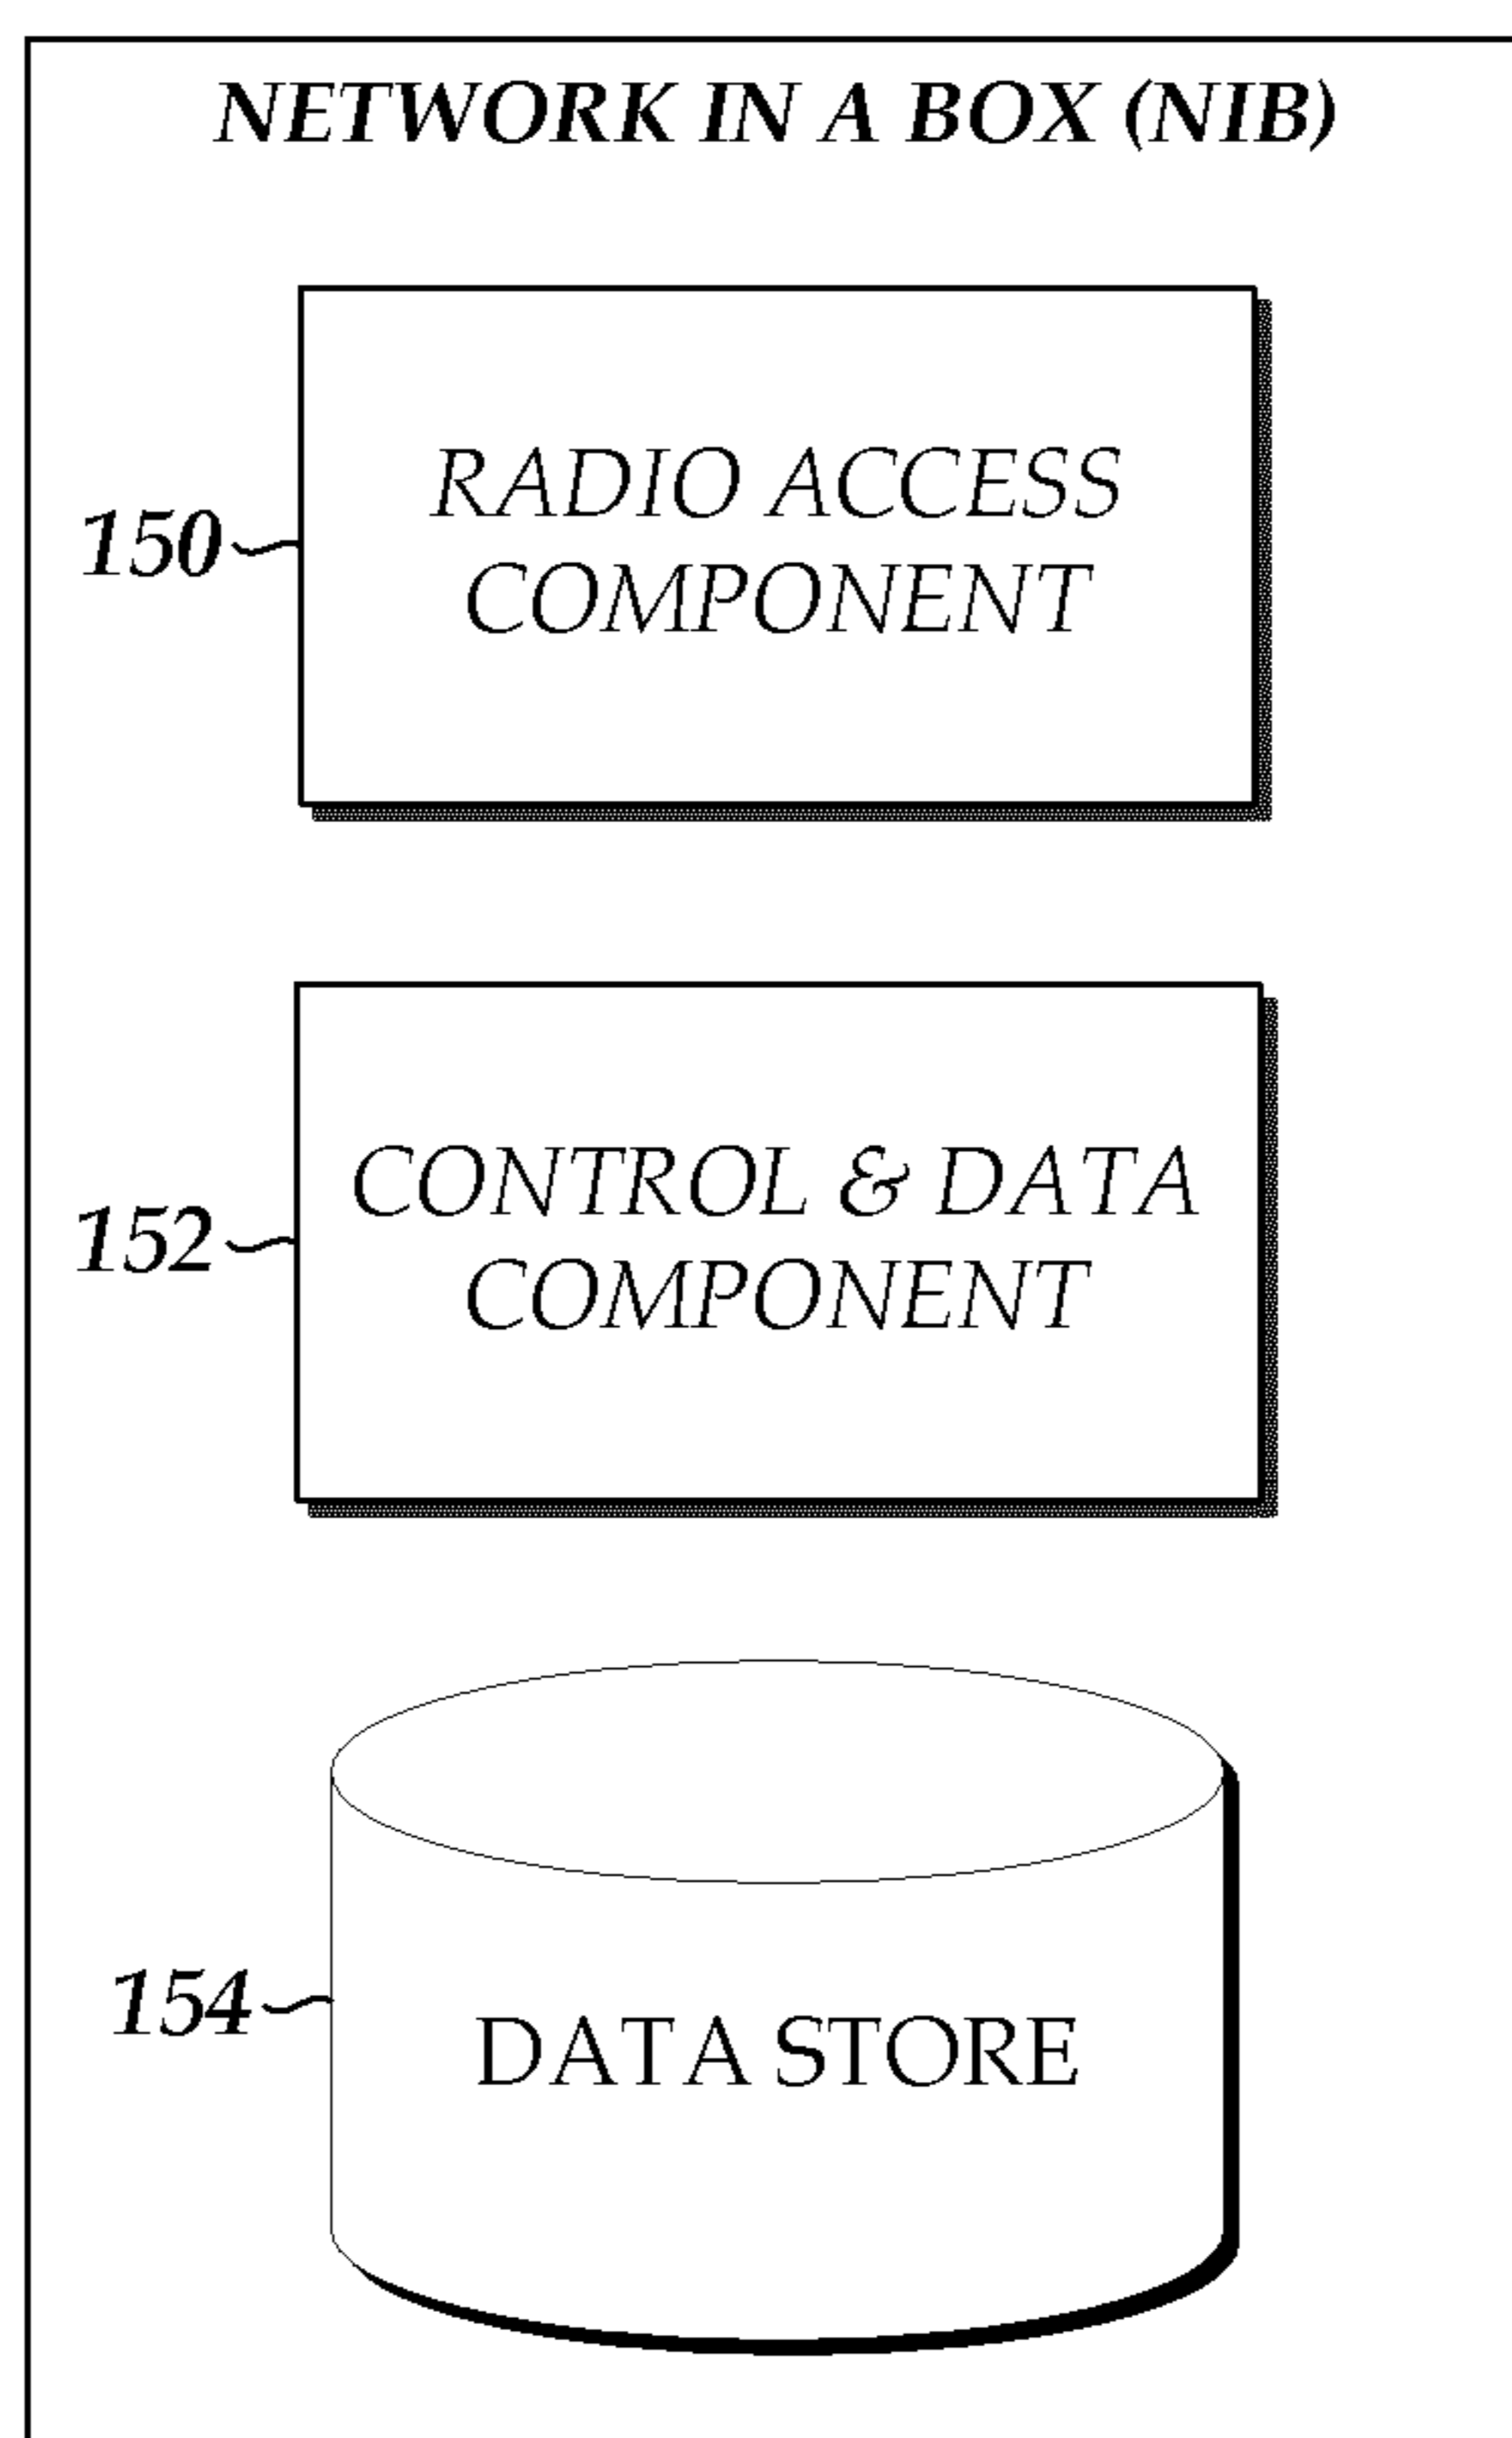 NETWORK IN A BOX (NIB)
RADIO ACCESS
COMPONENT
150
CONTROL & DATA
COMPONENT
152
154
DATA STORE